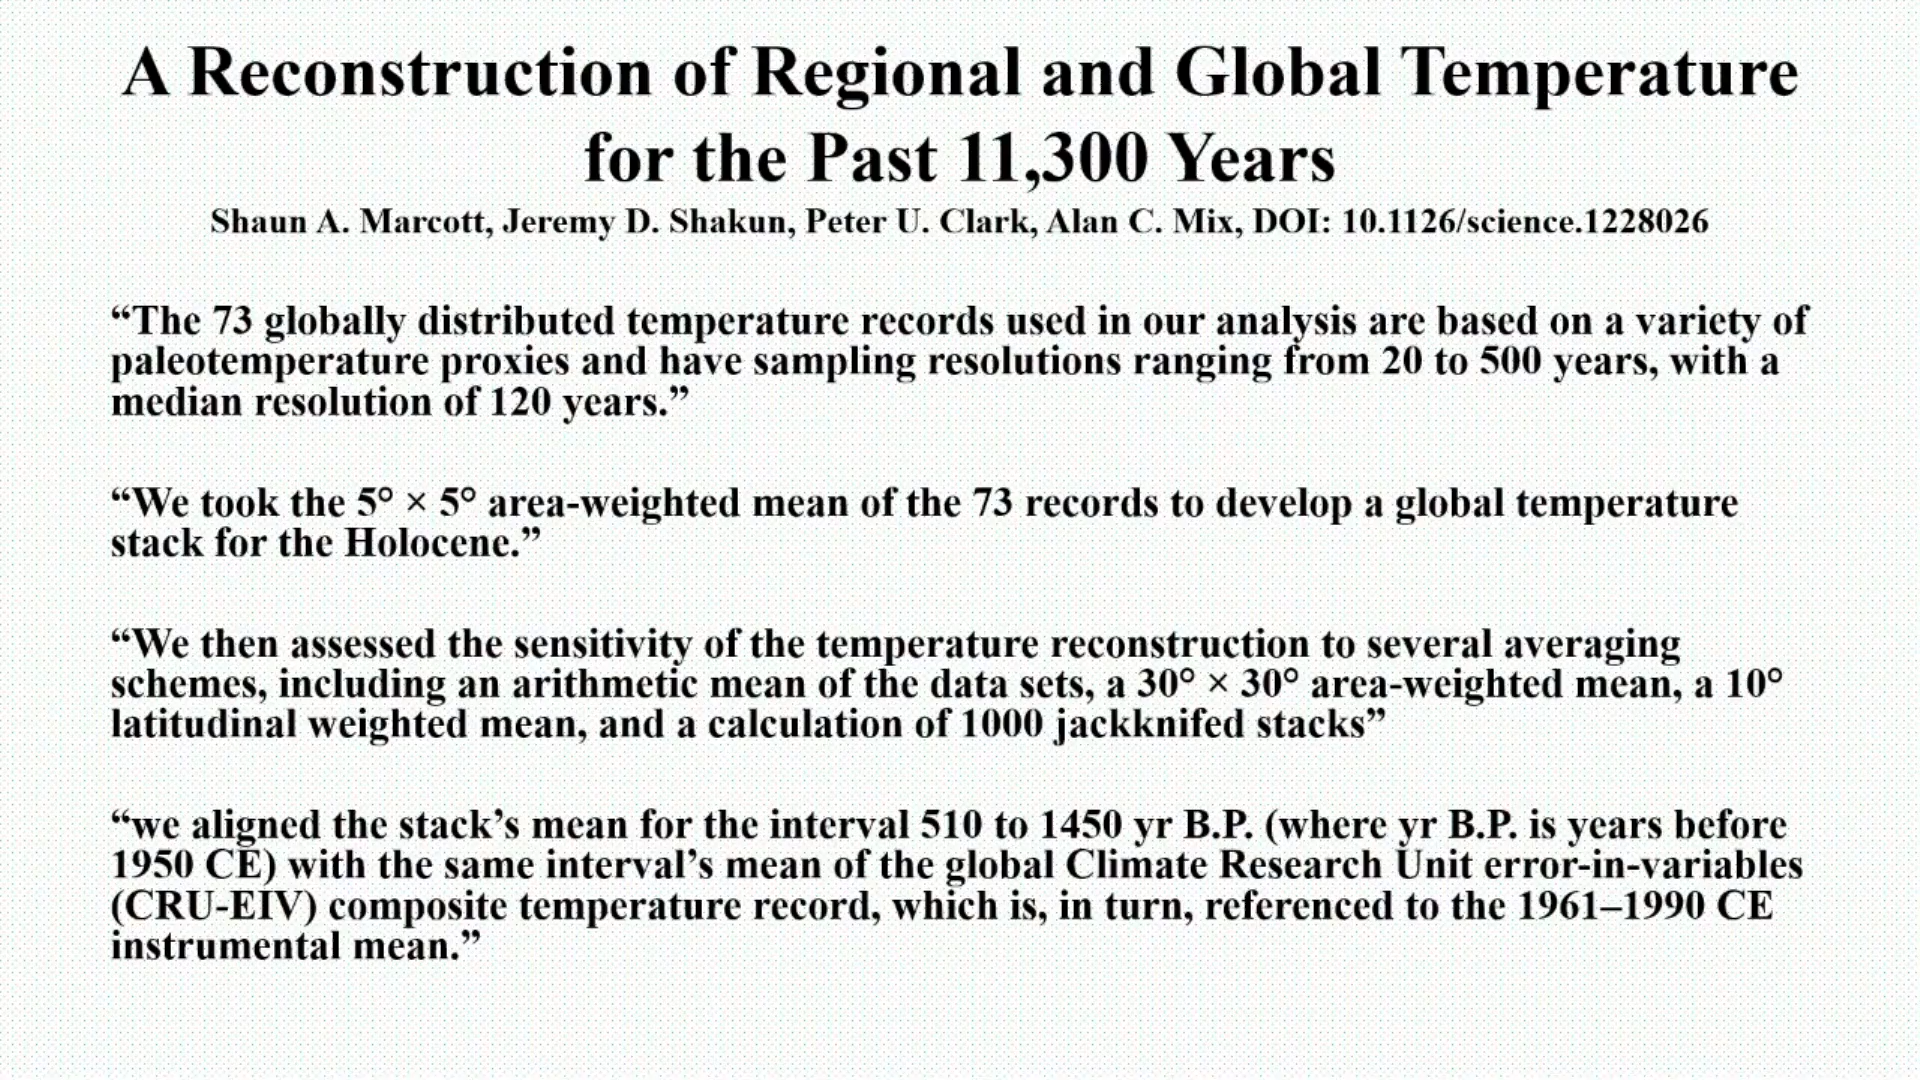 A Reconstruction of Regional and Global Temperature
for the Past 11,300 Years
Shaun A. Marcott, Jeremy D. Shakun, Peter U. Clark, Alan C. Mix, DOI: 10.1126/science.1228026
“The 73 globally distributed temperature records used in our analysis are based on a variety of
paleotemperature proxies and have sampling resolutions ranging from 20 to 500 years, with a
median resolution of 120 years.”
“We took the 5° × 5° area-weighted mean of the 73 records to develop a global temperature
stack for the Holocene.”
“We then assessed the sensitivity of the temperature reconstruction to several averaging
schemes, including an arithmetic mean of the data sets, a 30° × 30° area-weighted mean, a 10°
latitudinal weighted mean, and a calculation of 1000 jackknifed stacks”
“we aligned the stack’s mean for the interval 510 to 1450 yr B.P. (where yr B.P. is years before
1950 CE) with the same interval’s mean of the global Climate Research Unit error-in-variables
(CRU-EIV) composite temperature record, which is, in turn, referenced to the 1961–1990 CE
instrumental mean.”